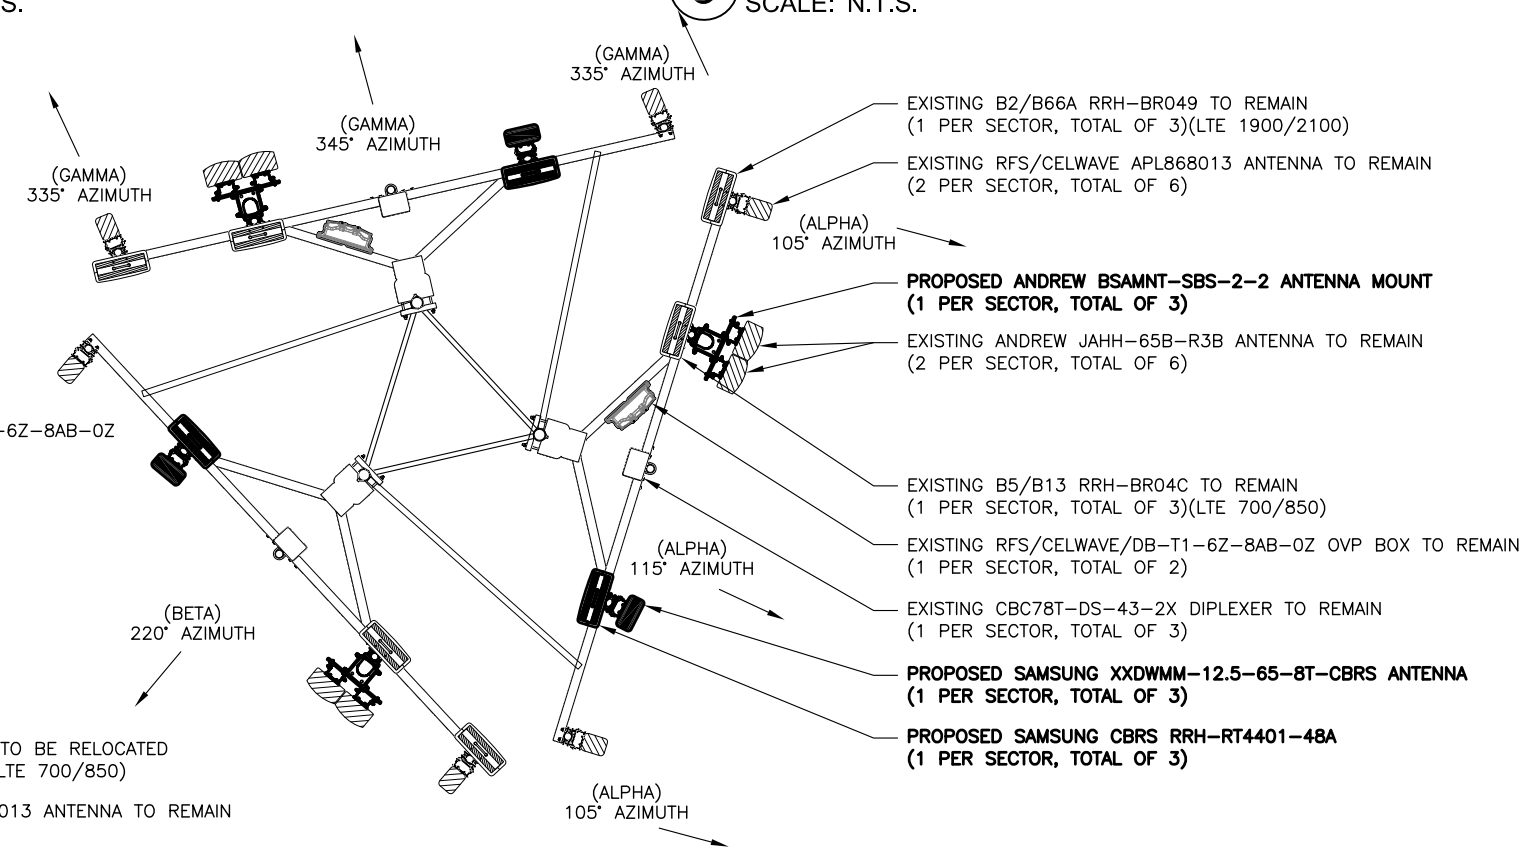 S.
SCALE: N.T.S.
(GAMMA)
335° AZIMUTH
(GAMMA)
345° AZIMUTH
(GAMMA)
335° AZIMUTH
EXISTING B2/B66A RRH-BR049 TO REMAIN
(1 PER SECTOR, TOTAL OF 3)(LTE 1900/2100)
EXISTING RFS/CELWAVE APL868013 ANTENNA TO REMAIN
(2 PER SECTOR, TOTAL OF 6)
(ALPHA)
105° AZIMUTH
PROPOSED ANDREW BSAMNT-SBS-2-2 ANTENNA MOUNT
(1 PER SECTOR, TOTAL OF 3)
EXISTING ANDREW JAHH-65B-R3B ANTENNA TO REMAIN
(2 PER SECTOR, TOTAL OF 6)
-6Z-8AB-0Z
EXISTING B5/B13 RRH-BR04C TO REMAIN
(1 PER SECTOR, TOTAL OF 3)(LTE 700/850)
EXISTING RFS/CELWAVE/DB-T1-6Z-8AB-0Z OVP BOX TO REMAIN
(1 PER SECTOR, TOTAL OF 2)
(ALPHA)
115° AZIMUTH
EXISTING CBC78T-DS-43-2X DIPLEXER TO REMAIN
(1 PER SECTOR, TOTAL OF 3)
(BETA)
220° AZIMUTH
PROPOSED SAMSUNG XXDWMM-12.5-65-8T-CBRS ANTENNA
(1 PER SECTOR, TOTAL OF 3)
PROPOSED SAMSUNG CBRS RRH-RT4401-48A
(1 PER SECTOR, TOTAL OF 3)
TO BE RELOCATED
LTE 700/850)
013 ANTENNA TO REMAIN
(ALPHA)
105° AZIMUTH